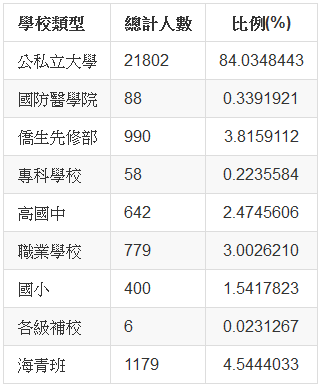 學校類型 總計人數 比例(%)
公私立大學 21802 84.0348443
國防醫學院 88 0.3391921
僑生先修部 990 3.8159112
專科學校 58 0.2235584
高國中 642 2.4745606
職業學校 779 3.0026210
國小 400 1.5417823
各級補校 6 0.0231267
海青班 1179 4.5444033